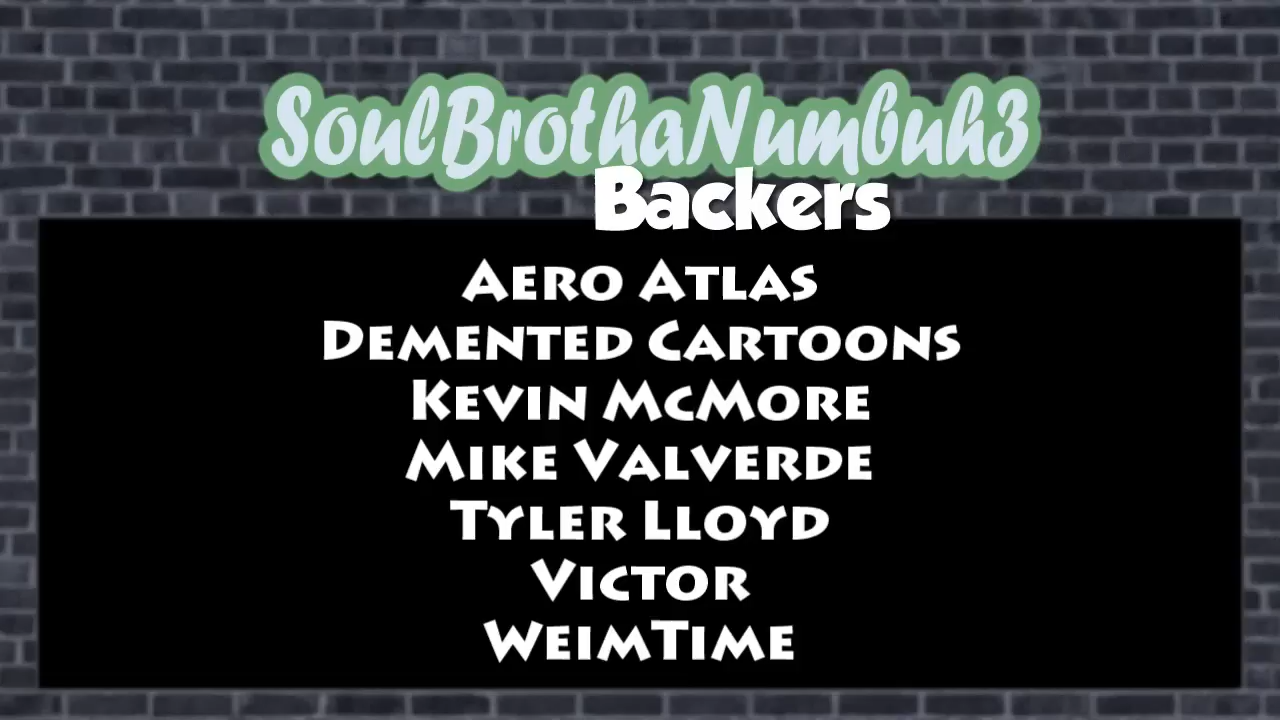 SoulBrothaNumbuh3
Backers
Aero Atlas
Demented Cartoons
Kevin McMore
Mike Valverde
Tyler Lloyd
Victor
WeimTime